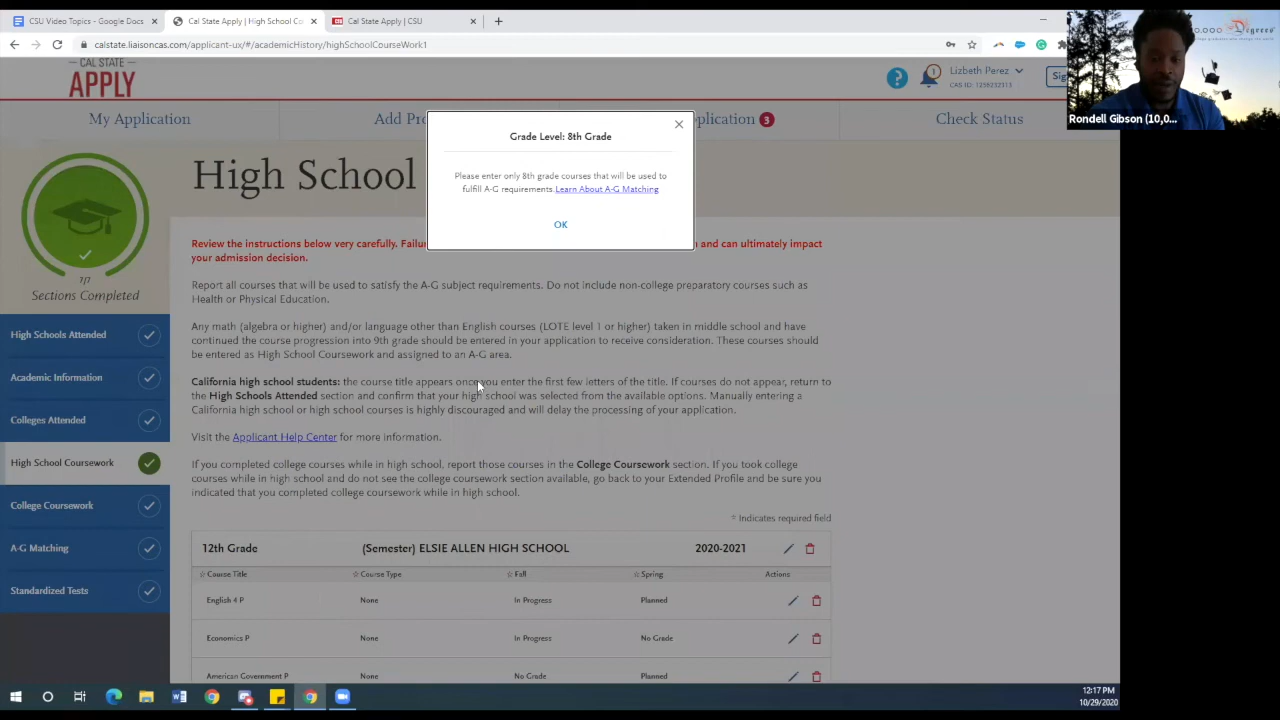 CSU Video Topics - Google Docs
Cal State Apply | High School Co
Cal State Apply | CSU
calstate.liaisoncas.com/applicant-ux/#/academicHistory/highSchoolCourseWork1
CAL STATE
APPLY
1
Lizbeth Perez
Sig
My Application
Add Pro
pplication 3
Check Status
Rondell Gibson (10,0...
High School
Grade Level: 8th Grade
Please enter only 8th grade courses that will be used to
fulfill A-G requirements.Learn About A-G Matching
OK
1/1
Sections Completed
High Schools Attended
Academic Information
Colleges Attended
High School Coursework
College Coursework
A-G Matching
Standardized Tests
Review the instructions below very carefully. Failu n and can ultimately impact
your admission decision.
Report all courses that will be used to satisfy the A-G subject requirements. Do not include non-college preparatory courses such as
Health or Physical Education.
Any math (algebra or higher) and/or language other than English courses (LOTE level 1 or higher) taken in middle school and have
continued the course progression into 9th grade should be entered in your application to receive consideration. These courses should
be entered as High School Coursework and assigned to an A-G area.
California high school students: the course title appears once you enter the first few letters of the title. If courses do not appear, return to
the High Schools Attended section and confirm that your high school was selected from the available options. Manually entering a
California high school or high school courses is highly discouraged and will delay the processing of your application.
Visit the Applicant Help Center for more information.
If you completed college courses while in high school, report those courses in the College Coursework section. If you took college
courses while in high school and do not see the college coursework section available, go back to your Extended Profile and be sure you
indicated that you completed college coursework while in high school.
* Indicates required field
12th Grade (Semester) ELSIE ALLEN HIGH SCHOOL 2020-2021
Course Title Course Type Fall Spring Actions
English 4 P None In Progress Planned
Economics P None In Progress No Grade
American Government P None No Grade Planned
12:17 PM
10/29/2020